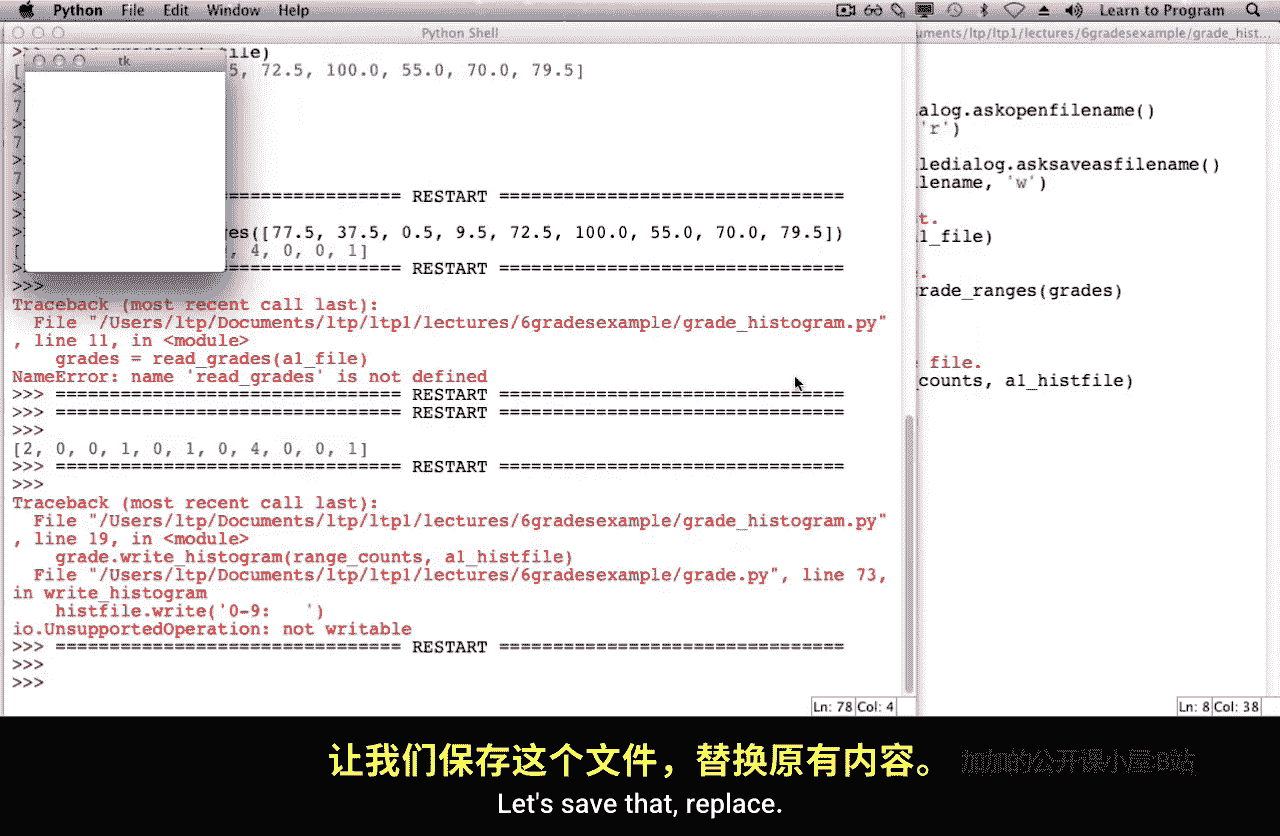 Python File Edit Window Help Learn to Program
Python Shell
uments/ltp/ltp1/lectures/6gradesexample/grade_hist...
tk
5, 72.5, 100.0, 55.0, 70.0, 79.5]
alog.askopenfilename()
'r')
ledialog.asksaveasfilename()
lename, 'w')
================ RESTART ================================
t.
es([77.5, 37.5, 0.5, 9.5, 72.5, 100.0, 55.0, 70.0, 79.5])
l_file)
4, 0, 0, 1]
================ RESTART ================================
.
>>>
rade_ranges(grades)
Traceback (most recent call last):
File "/Users/ltp/Documents/ltp/ltp1/lectures/6gradesexample/grade_histogram.py"
, line 11, in <module>
grades = read_grades(a1_file)
file.
NameError: name 'read_grades' is not defined
counts, a1_histfile)
>>> ================================ RESTART ================================
>>> ================================ RESTART ================================
>>>
[2, 0, 0, 1, 0, 1, 0, 4, 0, 0, 1]
>>> ================================ RESTART ================================
>>>
Traceback (most recent call last):
File "/Users/ltp/Documents/ltp/ltp1/lectures/6gradesexample/grade_histogram.py"
, line 19, in <module>
grade.write_histogram(range_counts, a1_histfile)
File "/Users/ltp/Documents/ltp/ltp1/lectures/6gradesexample/grade.py", line 73,
in write_histogram
histfile.write('0-9:   ')
io.UnsupportedOperation: not writable
>>> ================================ RESTART ================================
>>>
>>>
Ln: 78 Col: 4
Ln: 8 Col: 38
让我们保存这个文件，替换原有内容。
加加的公开课小屋:B站
Let's save that, replace.